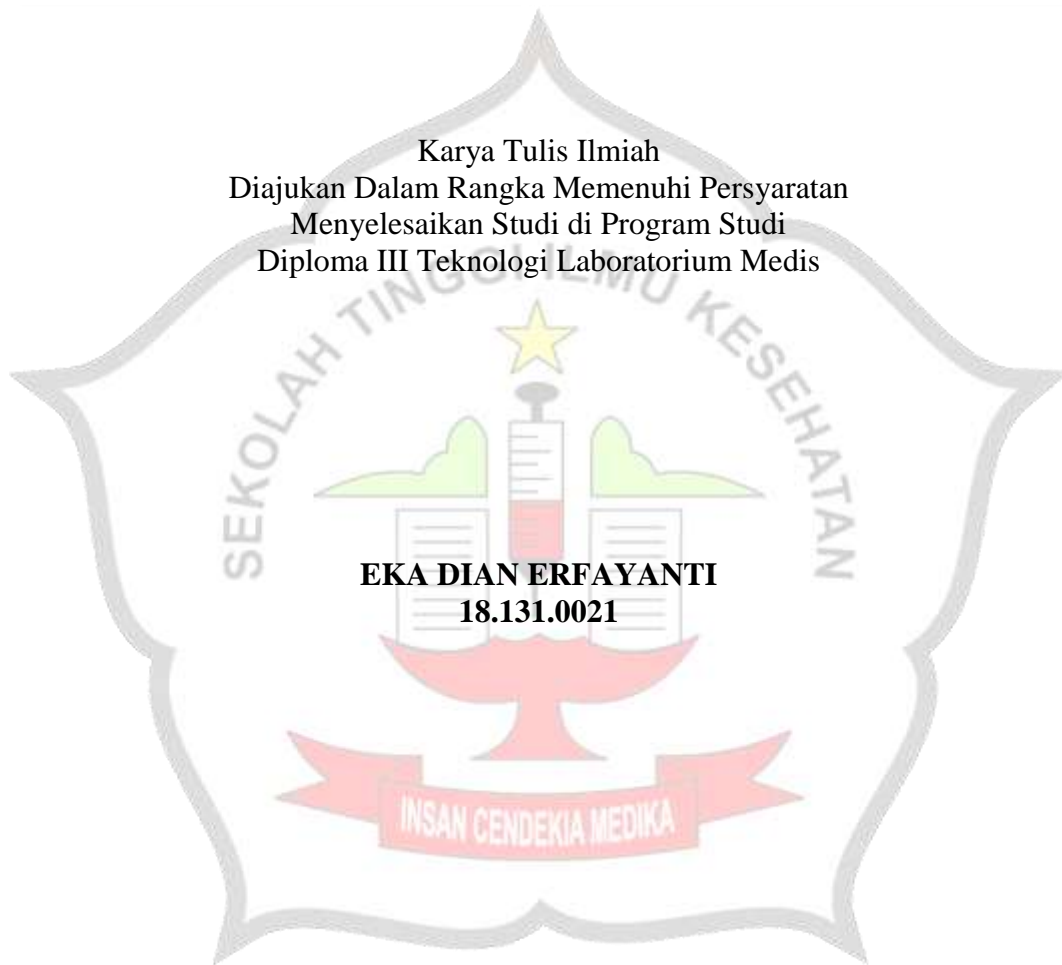 Karya Tulis Ilmiah
Diajukan Dalam Rangka Memenuhi Persyaratan
Menyelesaikan Studi di Program Studi
Diploma III Teknologi Laboratorium Medis
SEKOLAH TINGGI ILMU KESEHATAN
EKA DIAN ERFAYANTI
18.131.0021
INSAN CENDEKIA MEDIKA